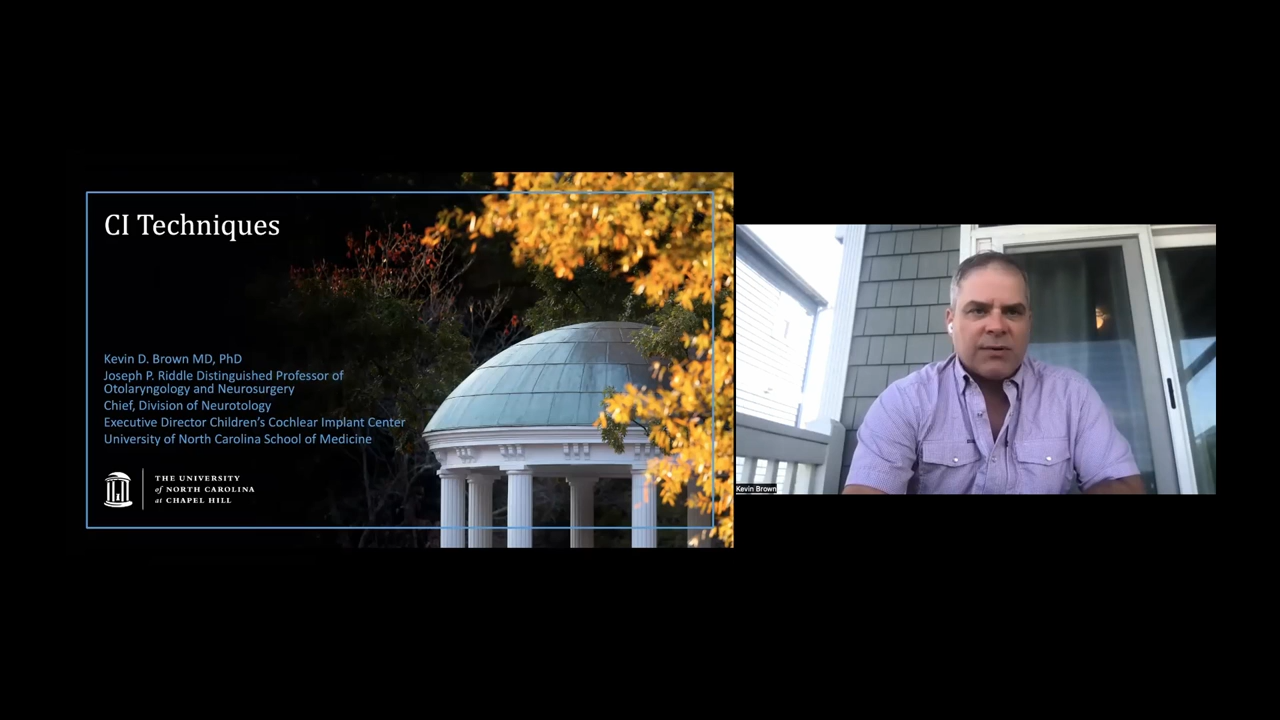 CI Techniques
Kevin D. Brown MD, PhD
Joseph P. Riddle Distinguished Professor of
Otolaryngology and Neurosurgery
Chief, Division of Neurotology
Executive Director Children's Cochlear Implant Center
University of North Carolina School of Medicine
THE UNIVERSITY
of NORTH CAROLINA
at CHAPEL HILL
Kevin Brown